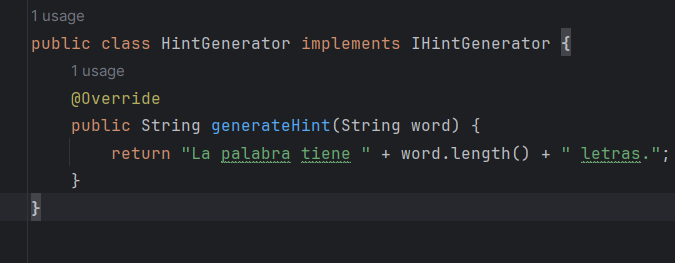 1 usage
public class HintGenerator implements IHintGenerator {
1 usage
@Override
public String generateHint(String word) {
return "La palabra tiene " + word.length() + " letras.";
}
}